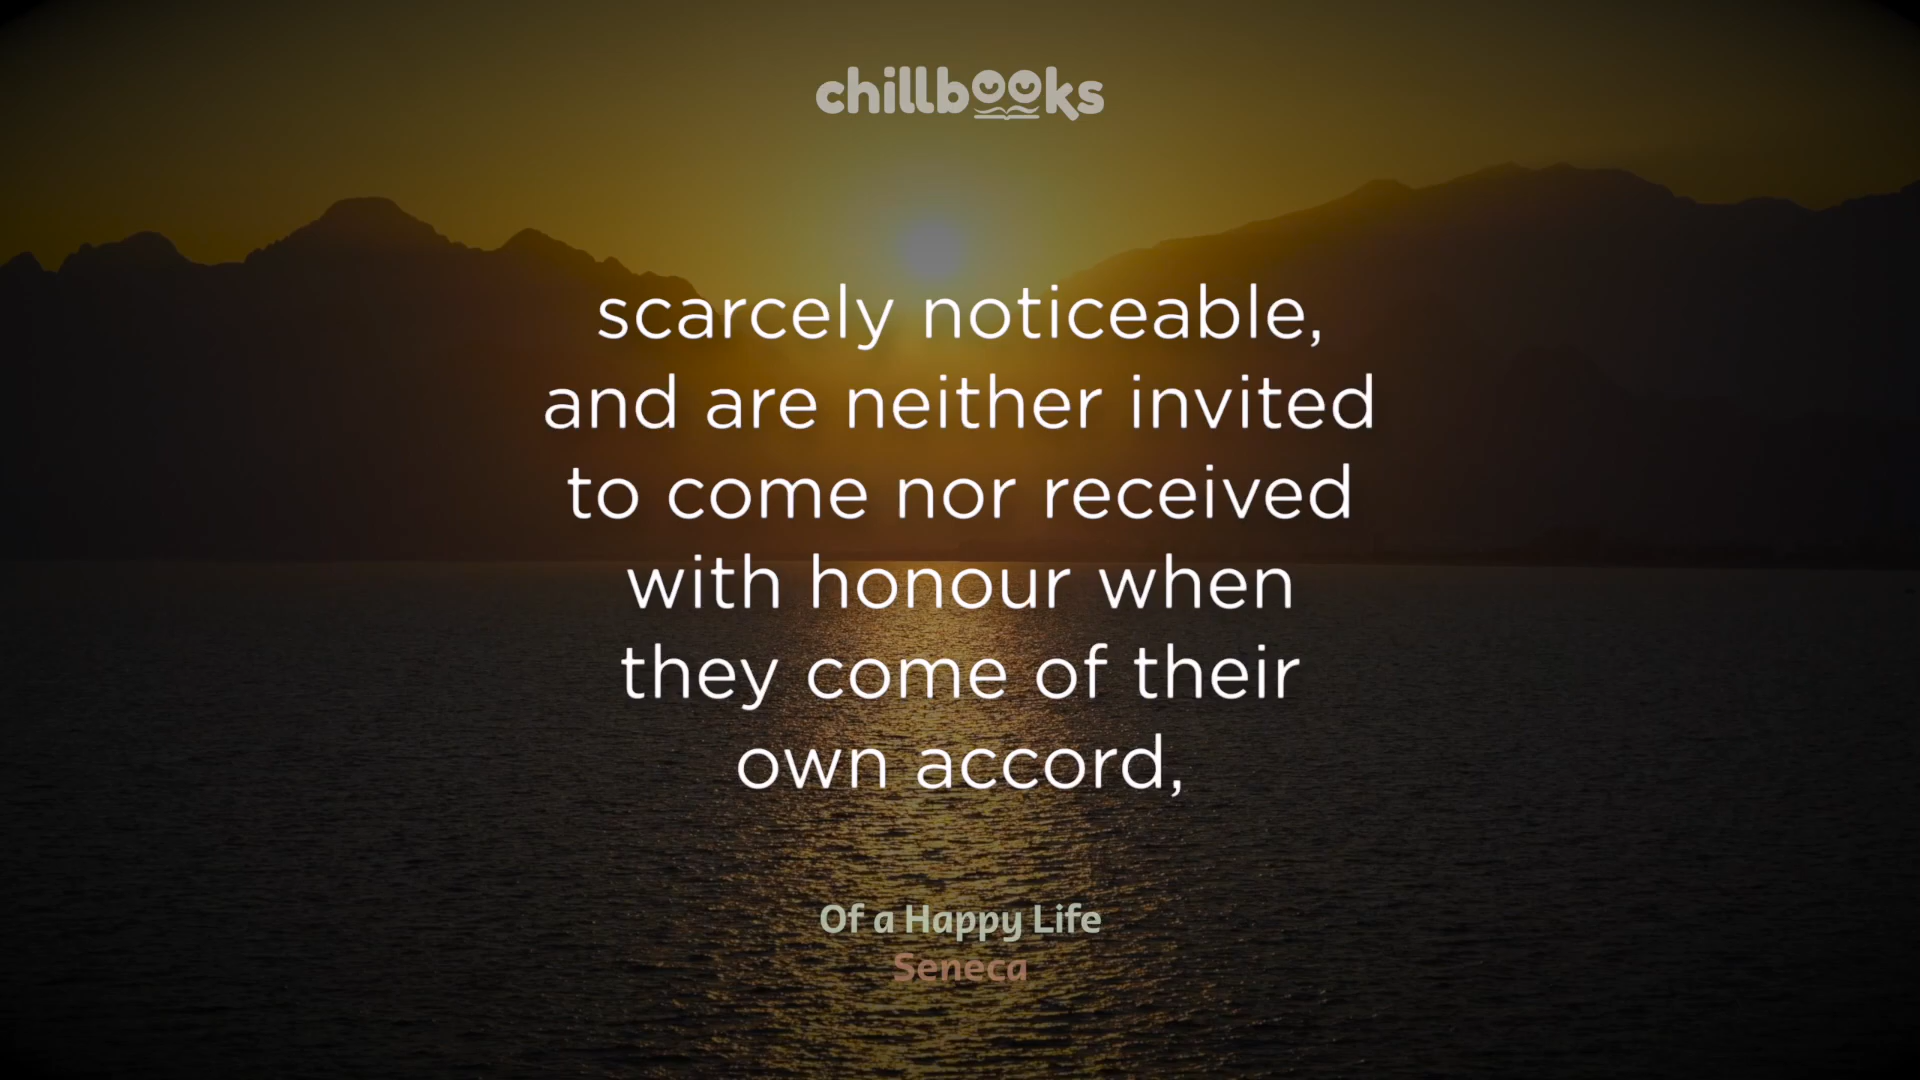 chillbooks
scarcely noticeable,
and are neither invited
to come nor received
with honour when
they come of their
own accord,
Of a Happy Life
Seneca